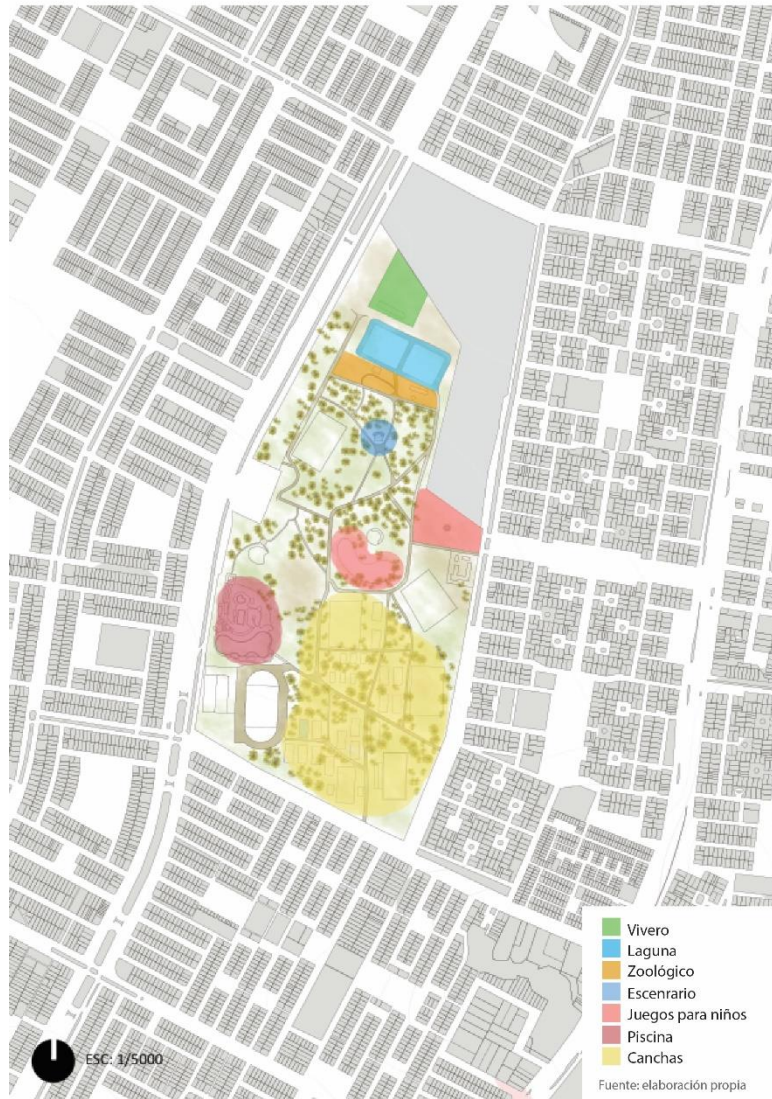 Vivero
Laguna
Zoológico
Escenrario
Juegos para niños
Piscina
Canchas
ESC: 1/5000
Fuente: elaboración propia